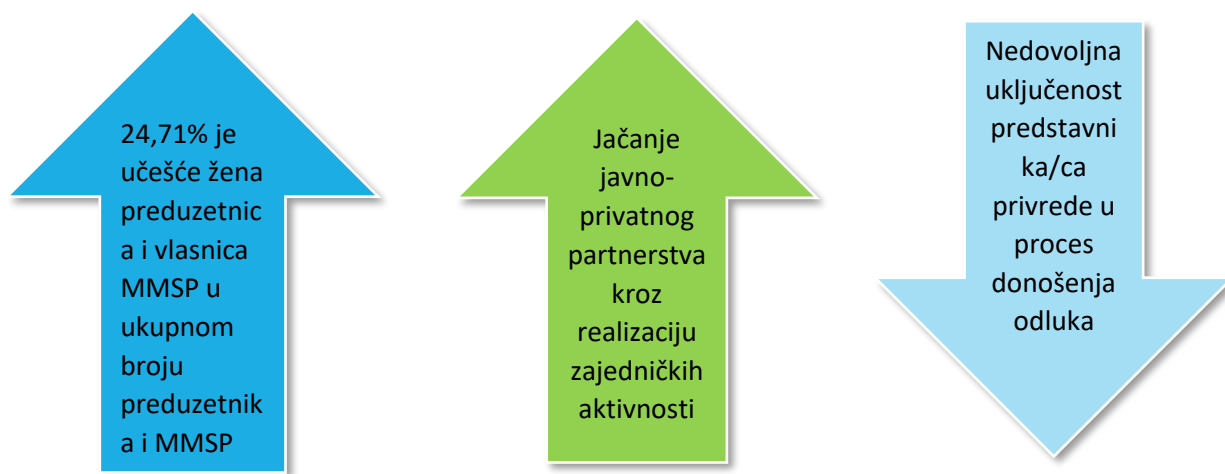 24,71% je
učešće žena
preduzetnic
a i vlasnica
MMSP u
ukupnom
broju
preduzetnik
a i MMSP
Jačanje
javno-
privatnog
partnerstva
kroz
realizaciju
zajedničkih
aktivnosti
Nedovoljna
uključenost
predstavni
ka/ca
privrede u
proces
donošenja
odluka